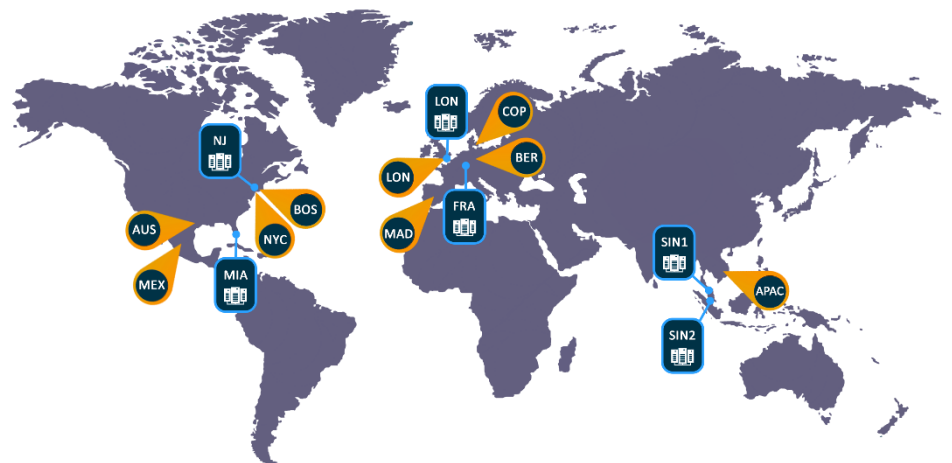 LON
COP
NJ
BER
LON
BOS
FRA
AUS
MAD
NYC
SIN1
MIA
MEX
APAC
SIN2